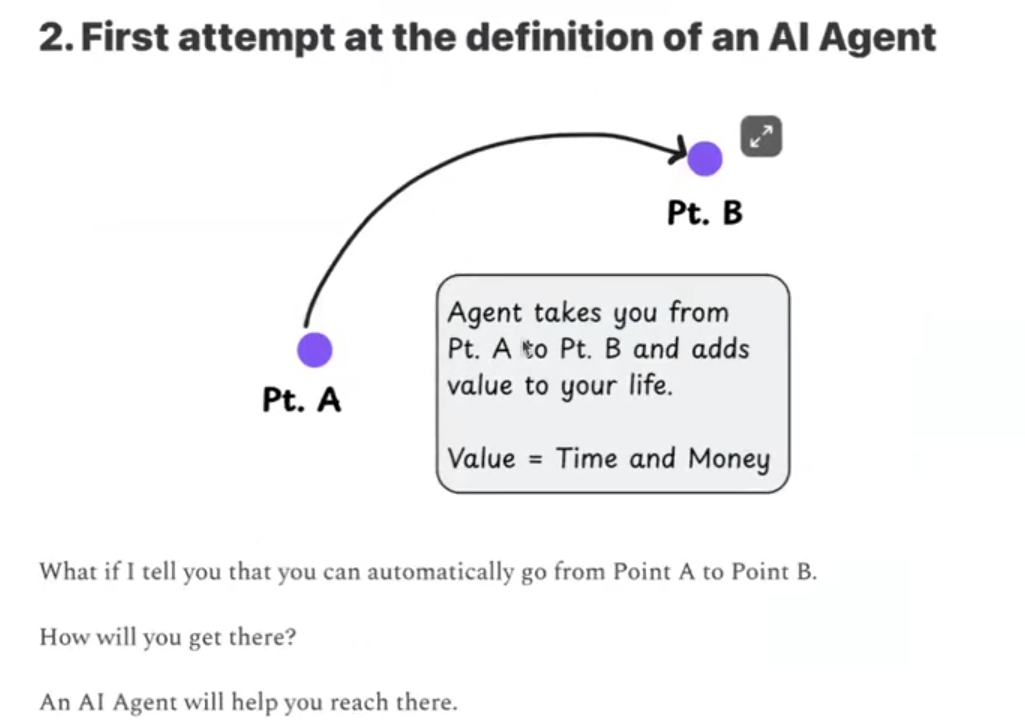 2. First attempt at the definition of an AI Agent
Pt. B
Agent takes you from
Pt. A to Pt. B and adds
value to your life.
Value = Time and Money
Pt. A
What if I tell you that you can automatically go from Point A to Point B.
How will you get there?
An AI Agent will help you reach there.